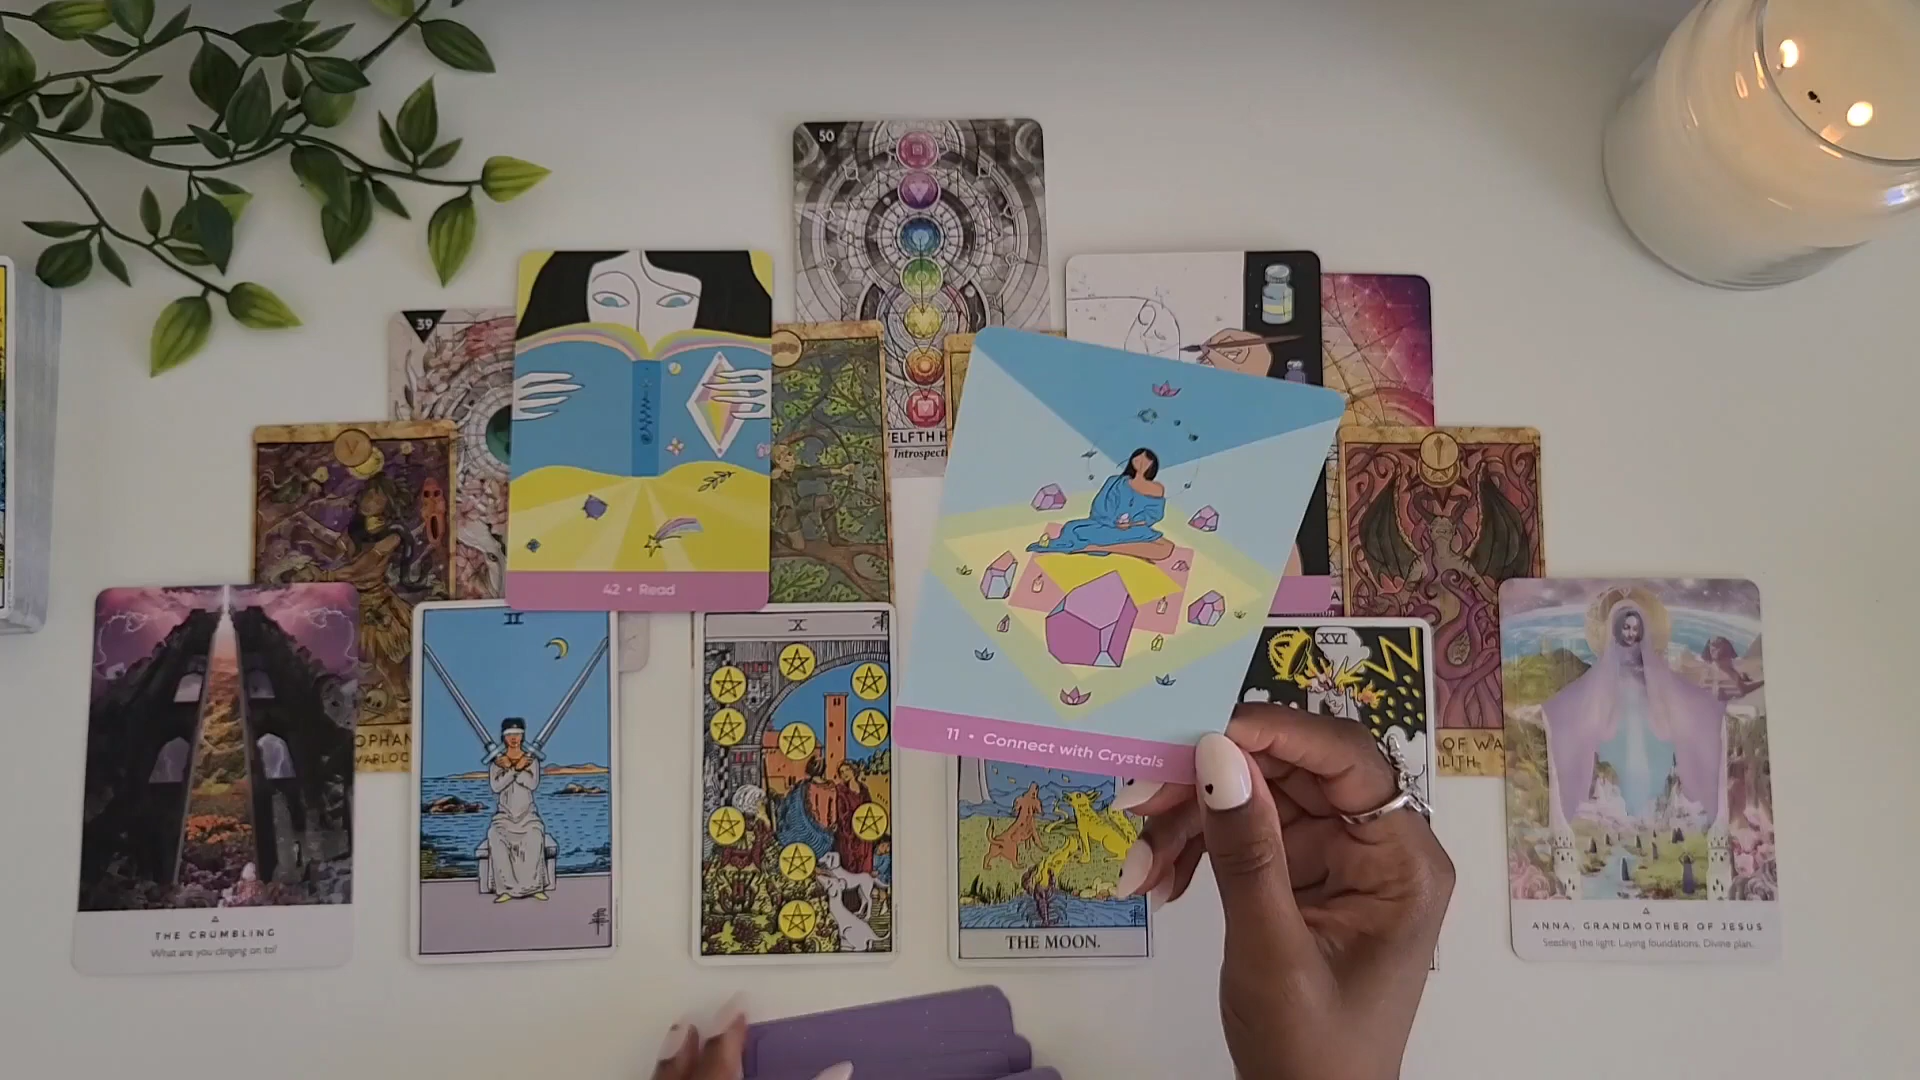 50
39
ELFTH H
Introspect
42 • Read
11 • Connect with Crystals
V
OPHAN
WARLOC
OF WA
ILITH
II
X
XVI
THE MOON.
THE CRUMBLING
What are you clinging on to?
ANNA, GRANDMOTHER OF JESUS
Seeding the light. Laying foundations. Divine plan.